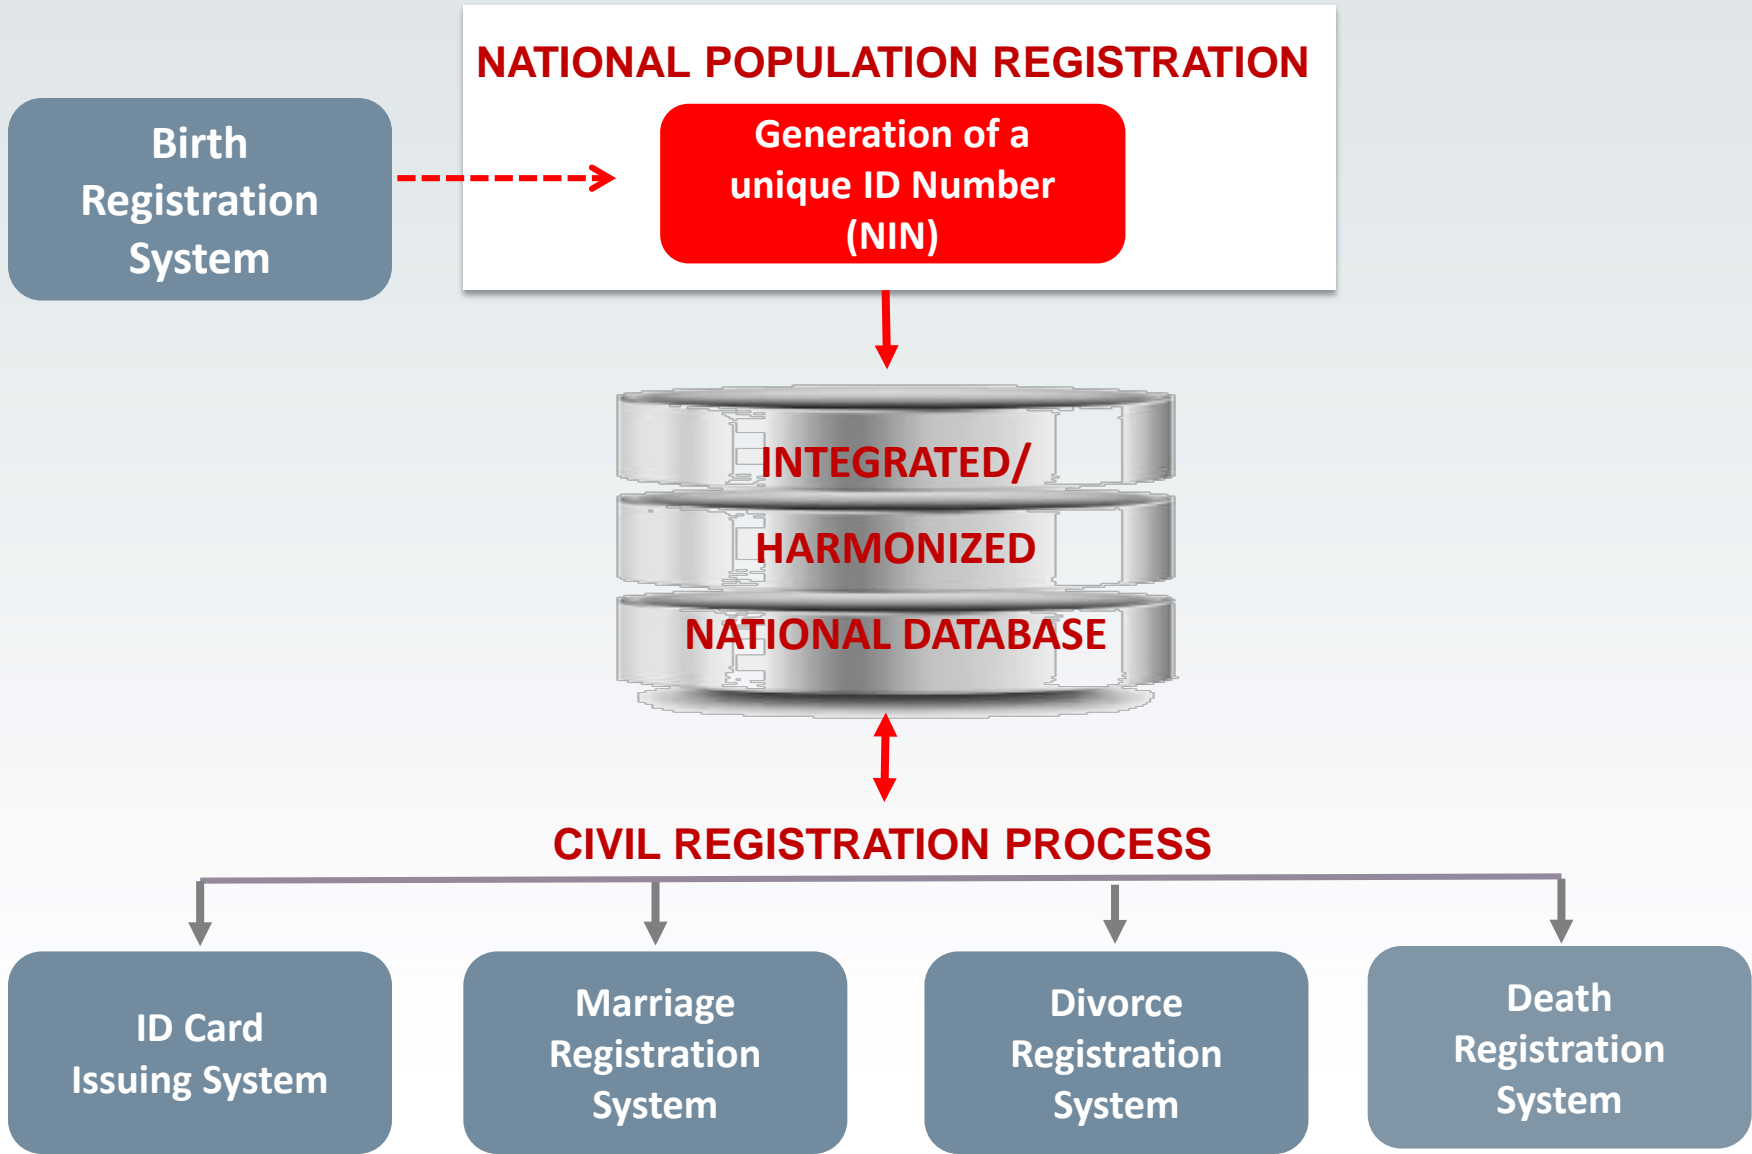 NATIONAL POPULATION REGISTRATION
Birth
Registration
System
Generation of a
unique ID Number
(NIN)
INTEGRATED/
HARMONIZED
NATIONAL DATABASE
CIVIL REGISTRATION PROCESS
ID Card
Issuing System
Marriage
Registration
System
Divorce
Registration
System
Death
Registration
System